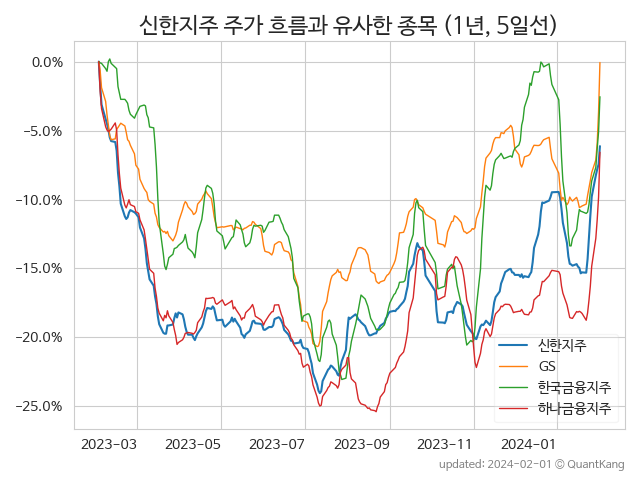 신한지주 주가 흐름과 유사한 종목 (1년, 5일선)
0.0%
−5.0%
−10.0%
−15.0%
−20.0%
−25.0%
신한지주
GS
한국금융지주
하나금융지주
2023-03 2023-05 2023-07 2023-09 2023-11 2024-01
updated: 2024-02-01 © QuantKang